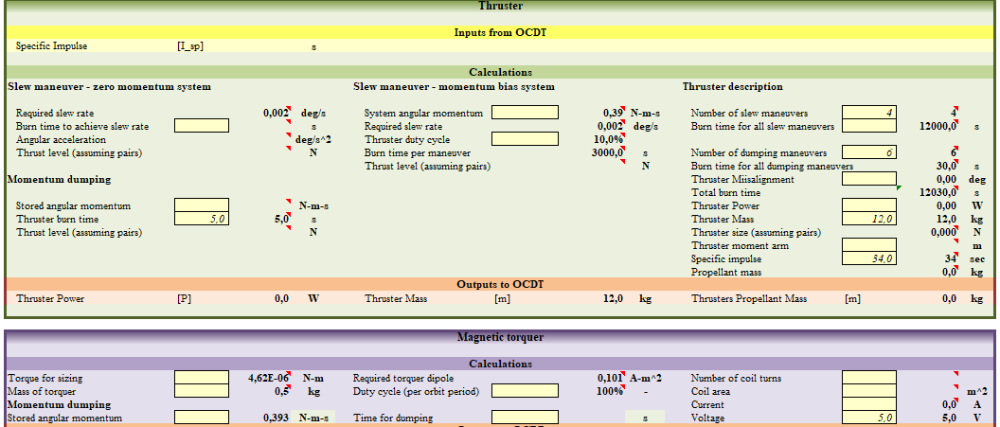 Thruster
Inputs from OCDT
Specific Impulse [I_sp] s
Calculations
Slew maneuver - zero momentum system Slew maneuver - momentum bias system Thruster description
Required slew rate 0,002 deg/s System angular momentum 0,39 N-m-s Number of slew maneuvers 4 4
Burn time to achieve slew rate s Required slew rate 0,002 deg/s Burn time for all slew maneuvers 12000,0 s
Angular acceleration deg/s^2 Thruster duty cycle 10,0%
Thrust level (assuming pairs) N Burn time per maneuver 3000,0 s Number of dumping maneuvers 6 6
Thrust level (assuming pairs) N Burn time for all dumping maneuvers 30,0 s
Momentum dumping Thruster Miisalignment 0,00 deg
Total burn time 12030,0 s
Stored angular momentum N-m-s Thruster Power 0,00 W
Thruster burn time 5,0 5,0 s Thruster Mass 12,0 12,0 kg
Thrust level (assuming pairs) N Thruster size (assuming pairs) 0,000 N
Thruster moment arm m
Specific impulse 34,0 34 sec
Propellant mass 0,0 kg
Outputs to OCDT
Thruster Power [P] 0,0 W Thruster Mass [m] 12,0 kg Thrusters Propellant Mass [m] 0,0 kg
Magnetic torquer
Calculations
Torque for sizing 4,62E-06 N-m Required torquer dipole 0,101 A-m^2 Number of coil turns
Mass of torquer 0,5 kg Duty cycle (per orbit period) 100% - Coil area m^2
Momentum dumping Current 0,0 A
Stored angular momentum 0,393 N-m-s Time for dumping s Voltage 5,0 5,0 V